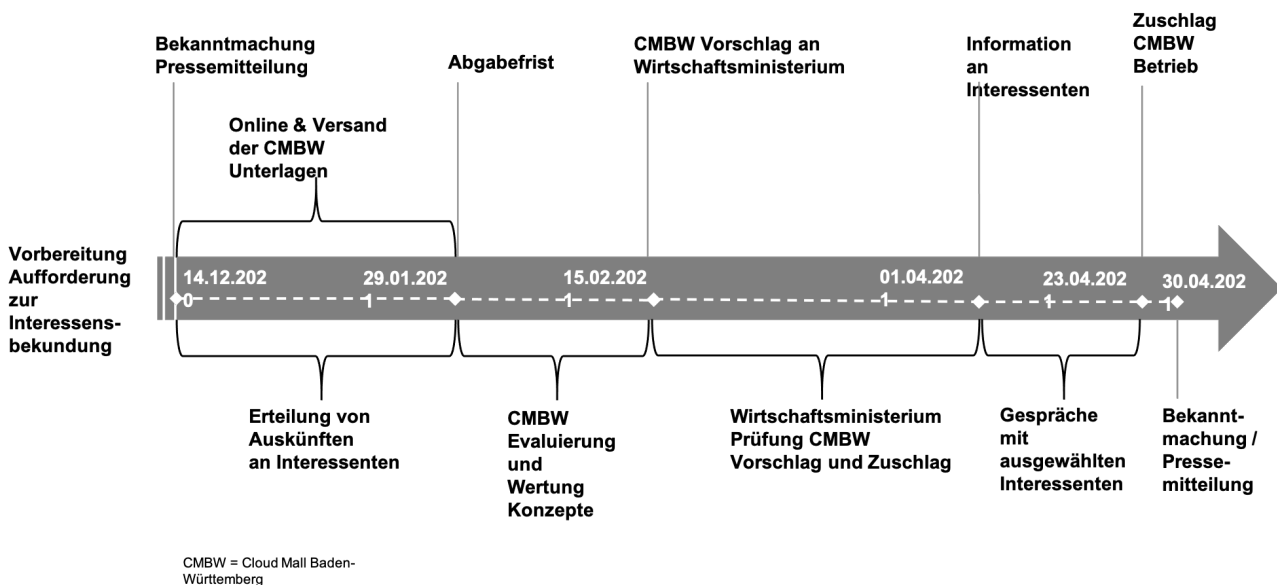 Bekanntmachung
Pressemitteilung
Abgabefrist
CMBW Vorschlag an
Wirtschaftsministerium
Information
an
Interessenten
Zuschlag
CMBW
Betrieb
Online & Versand
der CMBW
Unterlagen
Vorbereitung
Aufforderung
zur
Interessens-
bekundung
14.12.202
0
29.01.202
1
15.02.202
1
01.04.202
1
23.04.202
1
30.04.202
1
Erteilung von
Auskünften
an Interessenten
CMBW
Evaluierung
und
Wertung
Konzepte
Wirtschaftsministerium
Prüfung CMBW
Vorschlag und Zuschlag
Gespräche
mit
ausgewählten
Interessenten
Bekannt-
machung /
Presse-
mitteilung
CMBW = Cloud Mall Baden-
Württemberg